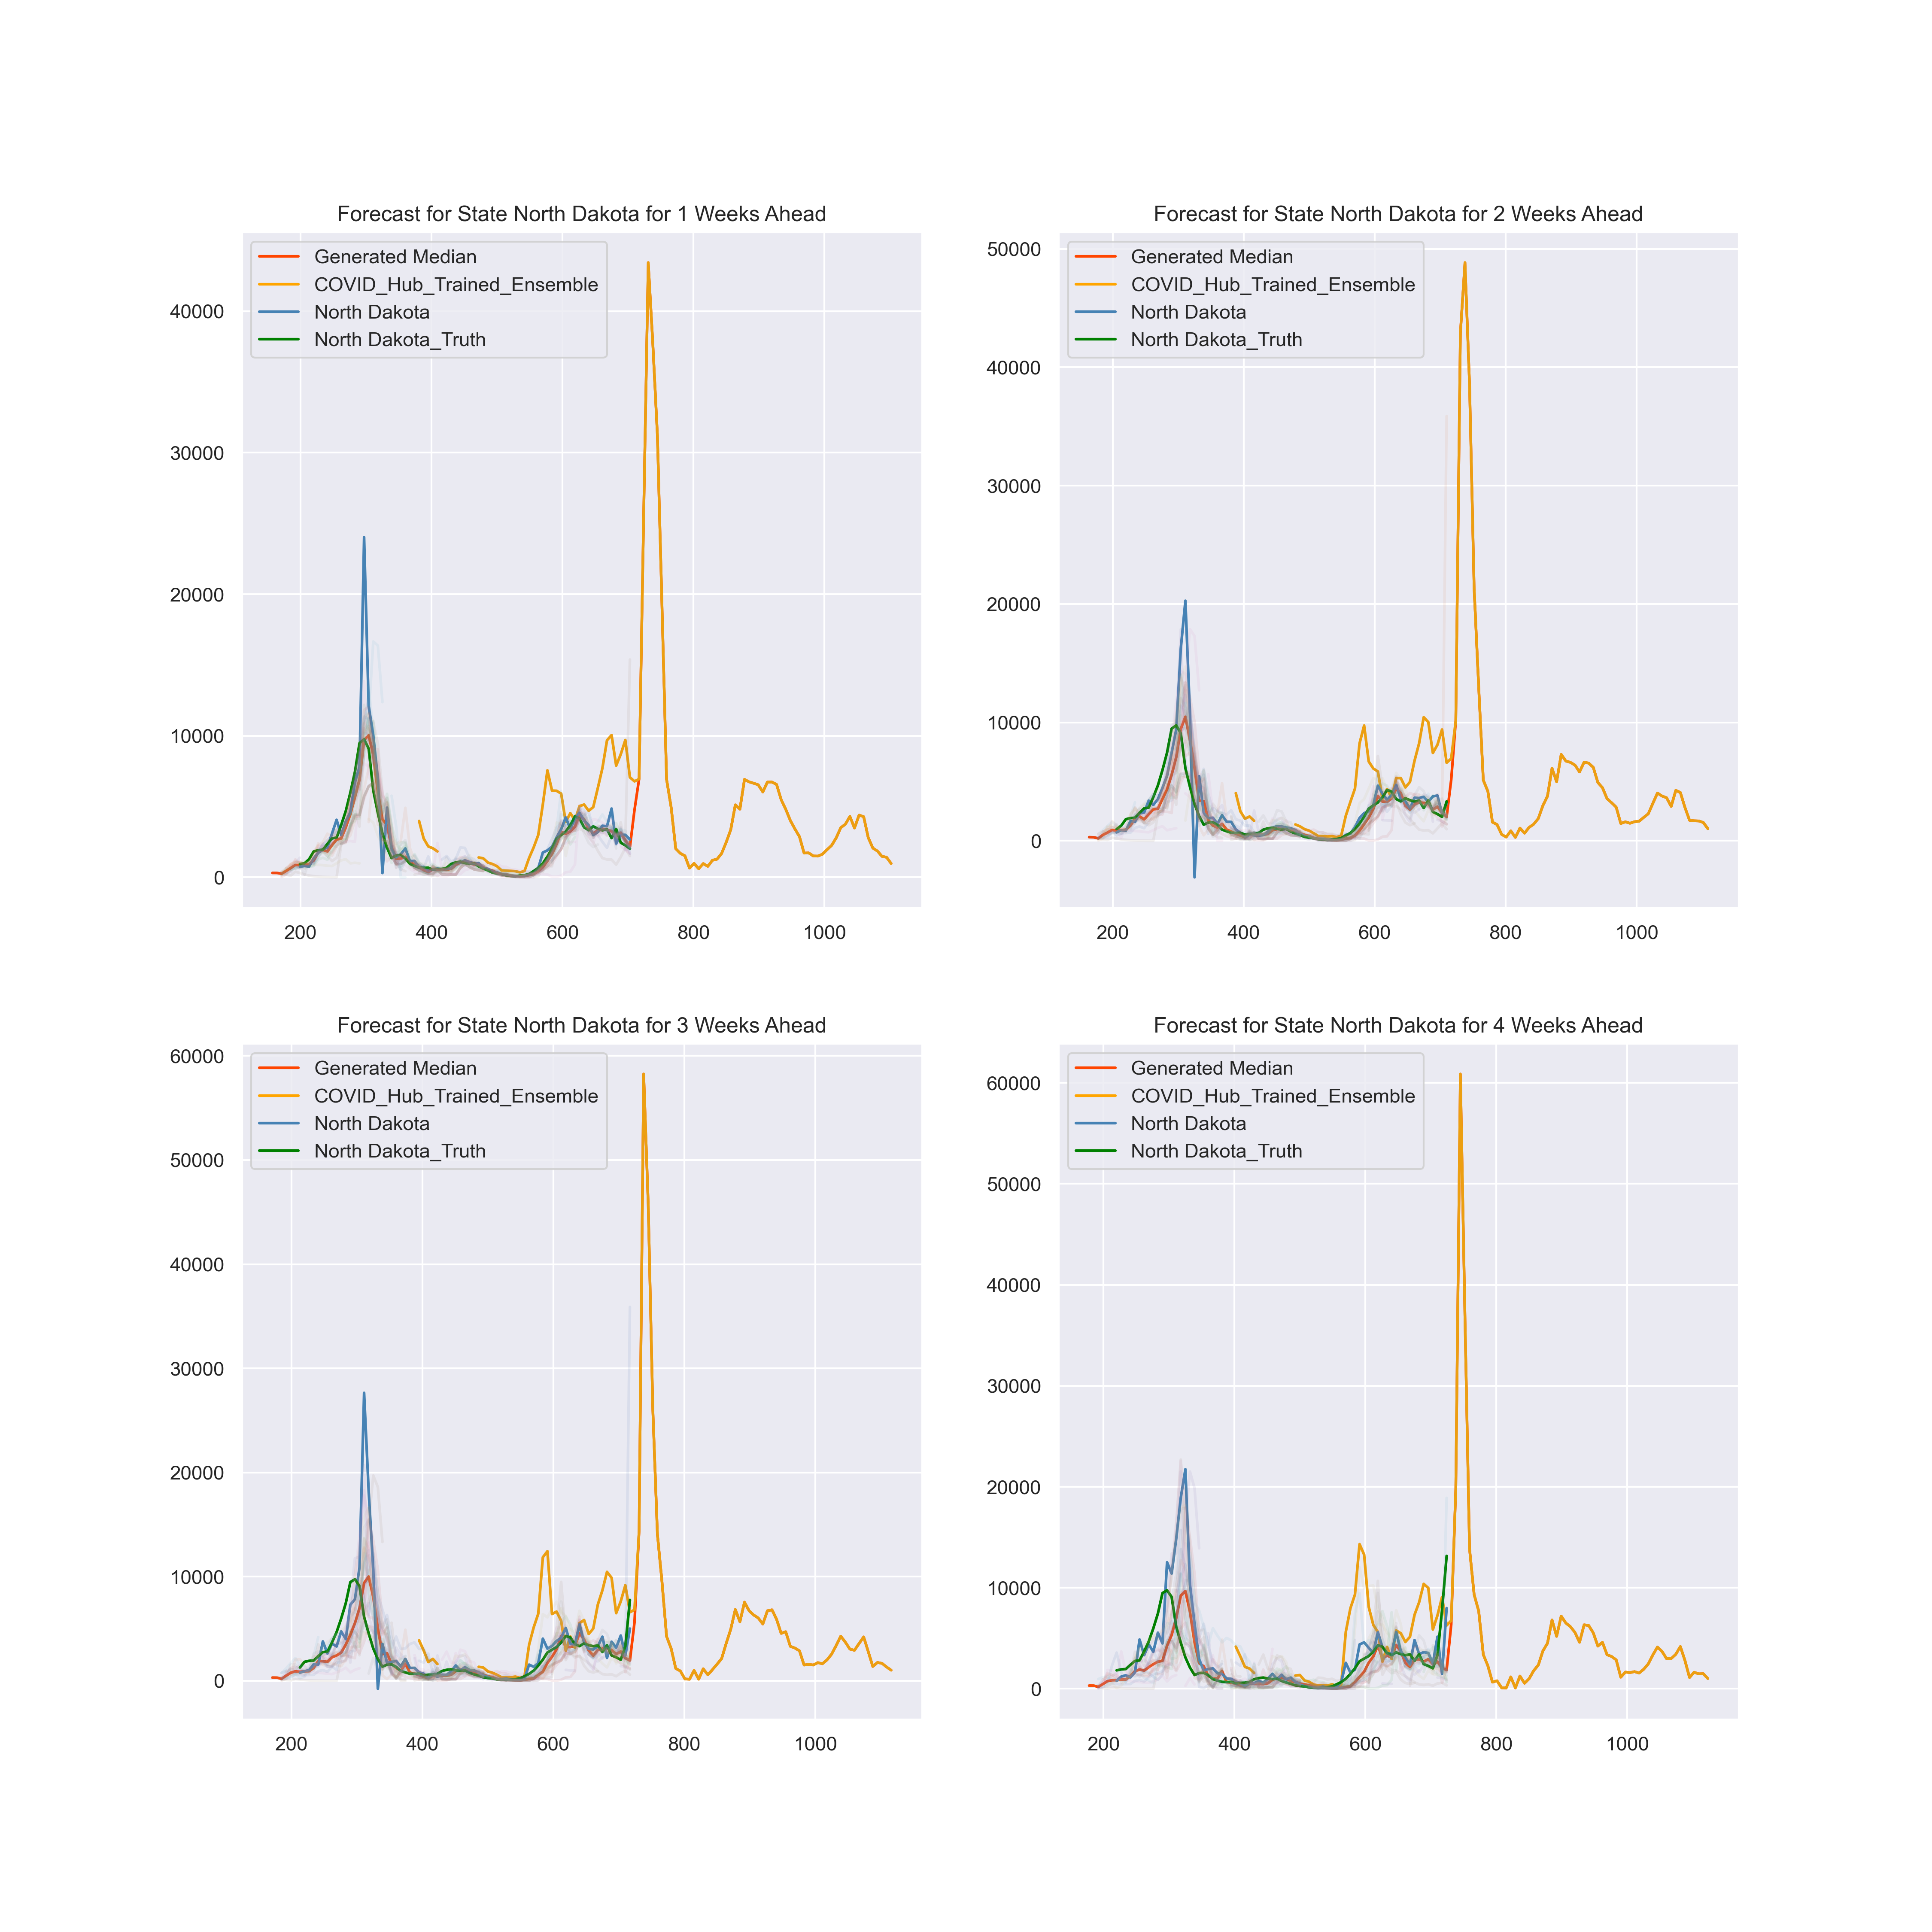 Forecast for State North Dakota for 1 Weeks Ahead
Generated Median
COVID_Hub_Trained_Ensemble
North Dakota
North Dakota_Truth
40000
30000
20000
10000
0
200 400 600 800 1000
Forecast for State North Dakota for 2 Weeks Ahead
Generated Median
COVID_Hub_Trained_Ensemble
North Dakota
North Dakota_Truth
50000
40000
30000
20000
10000
0
200 400 600 800 1000
Forecast for State North Dakota for 3 Weeks Ahead
Generated Median
COVID_Hub_Trained_Ensemble
North Dakota
North Dakota_Truth
60000
50000
40000
30000
20000
10000
0
200 400 600 800 1000
Forecast for State North Dakota for 4 Weeks Ahead
Generated Median
COVID_Hub_Trained_Ensemble
North Dakota
North Dakota_Truth
60000
50000
40000
30000
20000
10000
0
200 400 600 800 1000